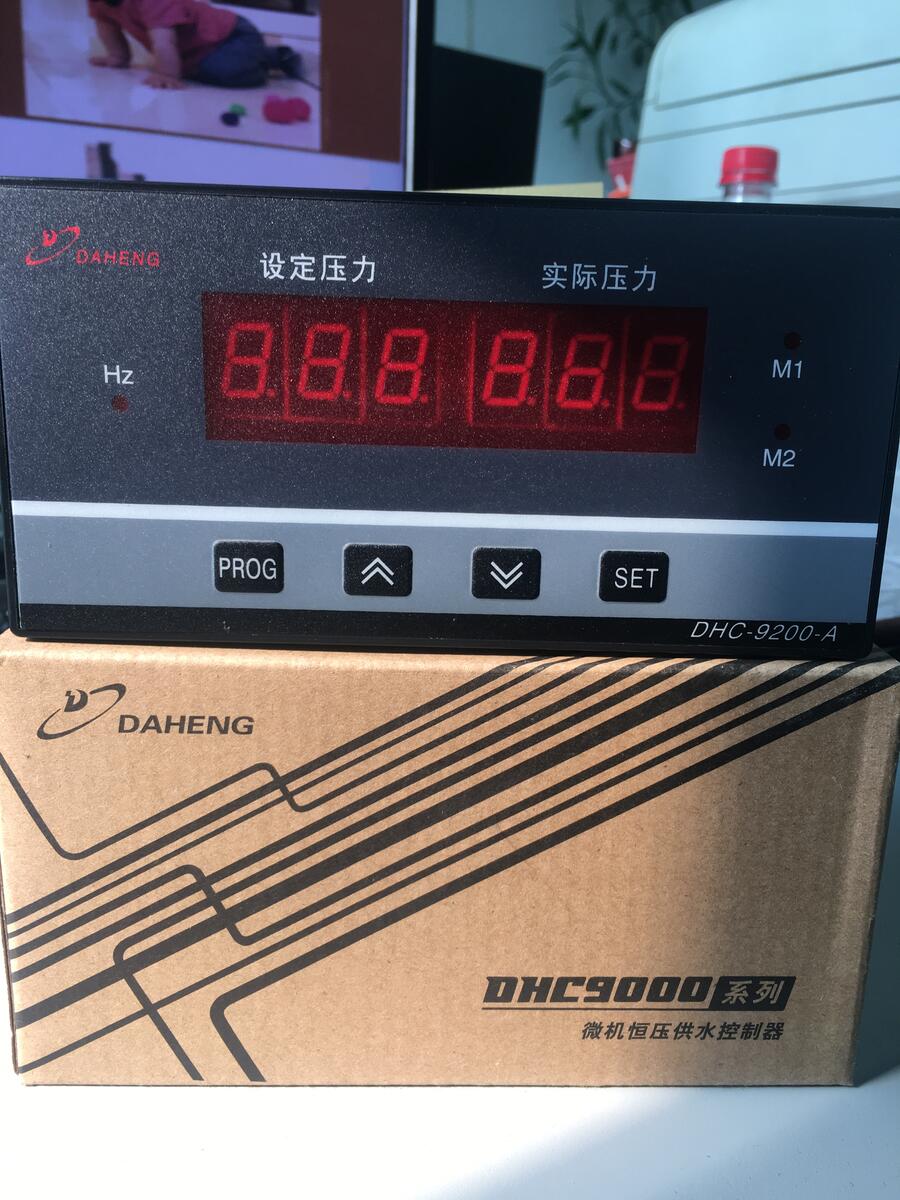 DAHENG
设定压力
实际压力
Hz
M1
M2
PROG
SET
DHC-9200-A
DAHENG
DHC9000系列
微机恒压供水控制器